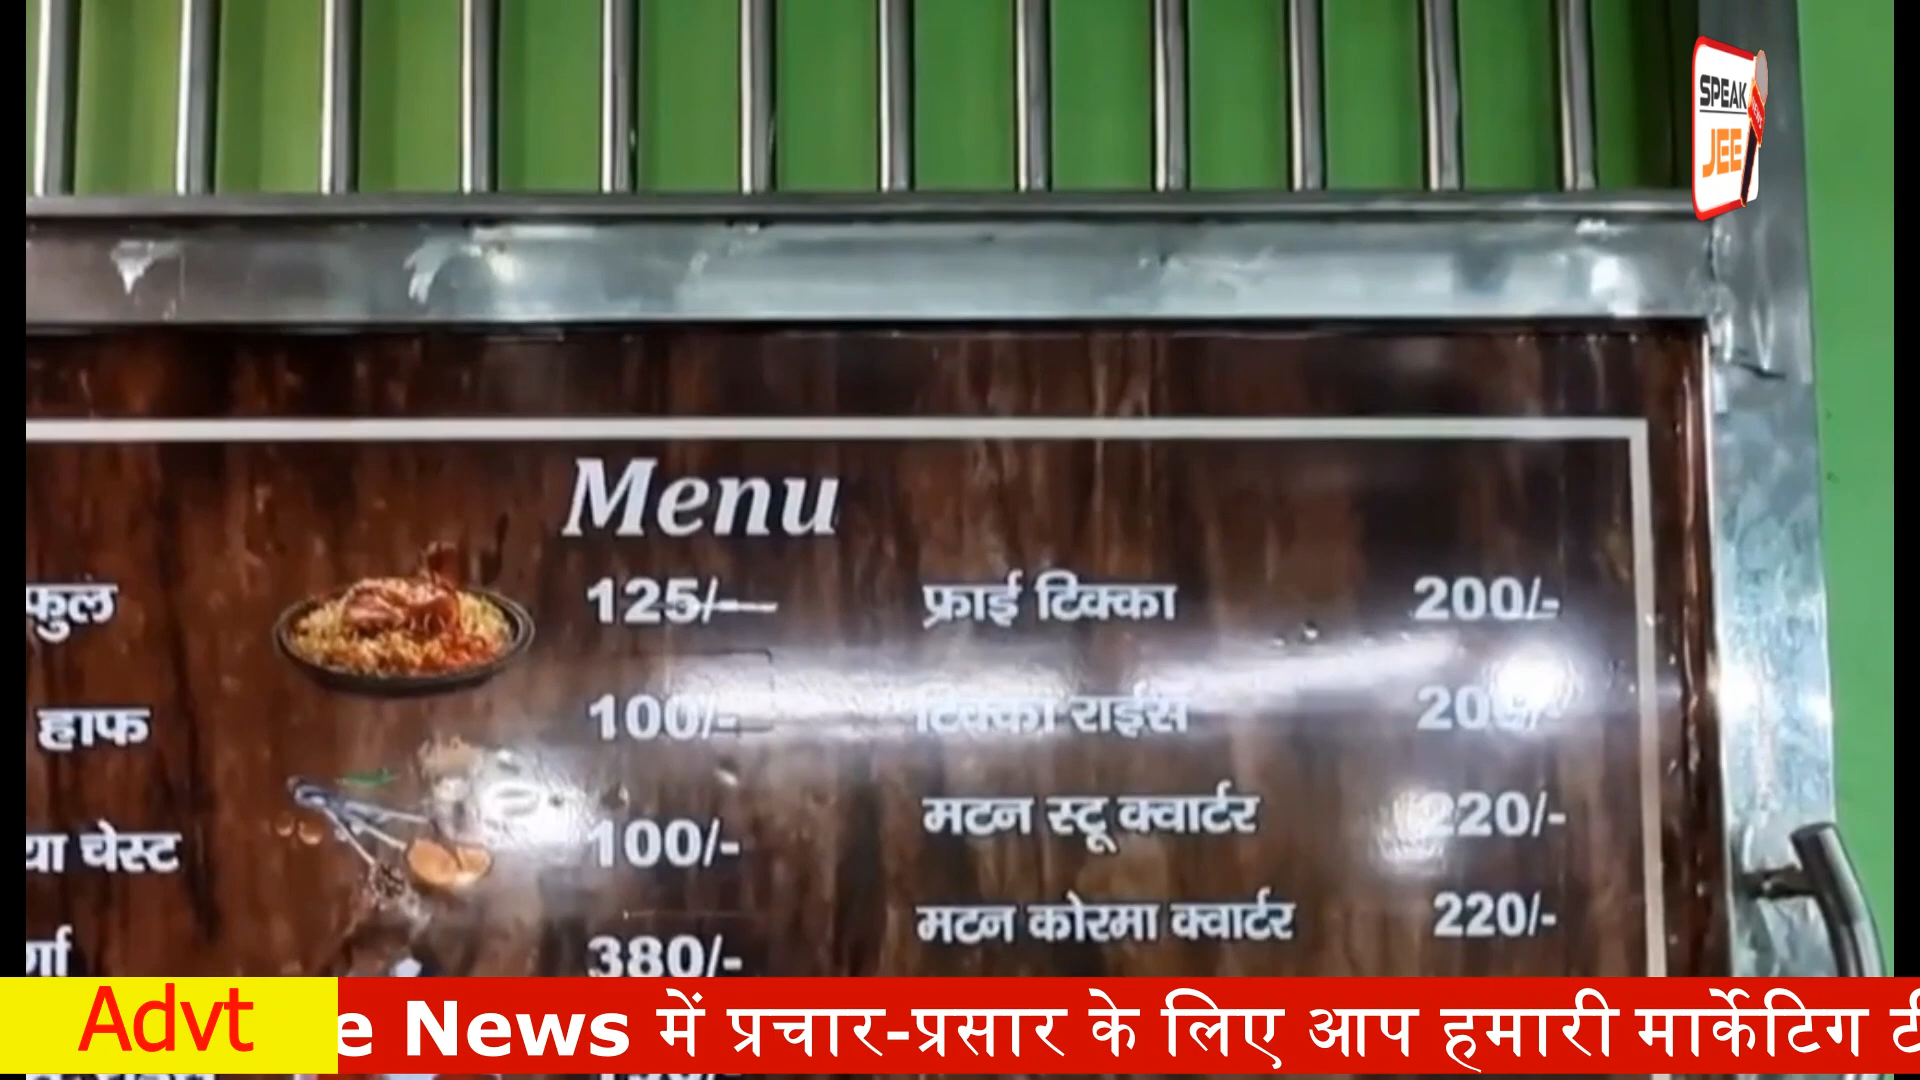 SPEAK
JEE
Menu
फुल 125/- फ्राई टिक्का 200/-
हाफ 100/- टिक्का राईस 200/-
चेस्ट 100/- मटन स्टू क्वार्टर 220/-
380/- मटन कोरमा क्वार्टर 220/-
Advt
e News में प्रचार-प्रसार के लिए आप हमारी मार्केटिग